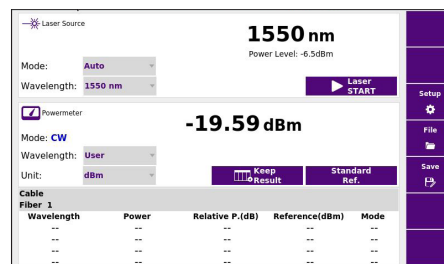 Laser Source
1550 nm
Power Level: -6.5dBm
Mode: Auto
Wavelength: 1550 nm
Laser START
Setup
Powermeter
-19.59 dBm
File
Mode: CW
Wavelength: User
Save
Unit: dBm
Keep Result
Standard Ref.
Cable
Fiber 1
Wavelength Power Relative P.(dB) Reference(dBm) Mode
-- -- -- -- --
-- -- -- -- --
-- -- -- -- --
-- -- -- -- --